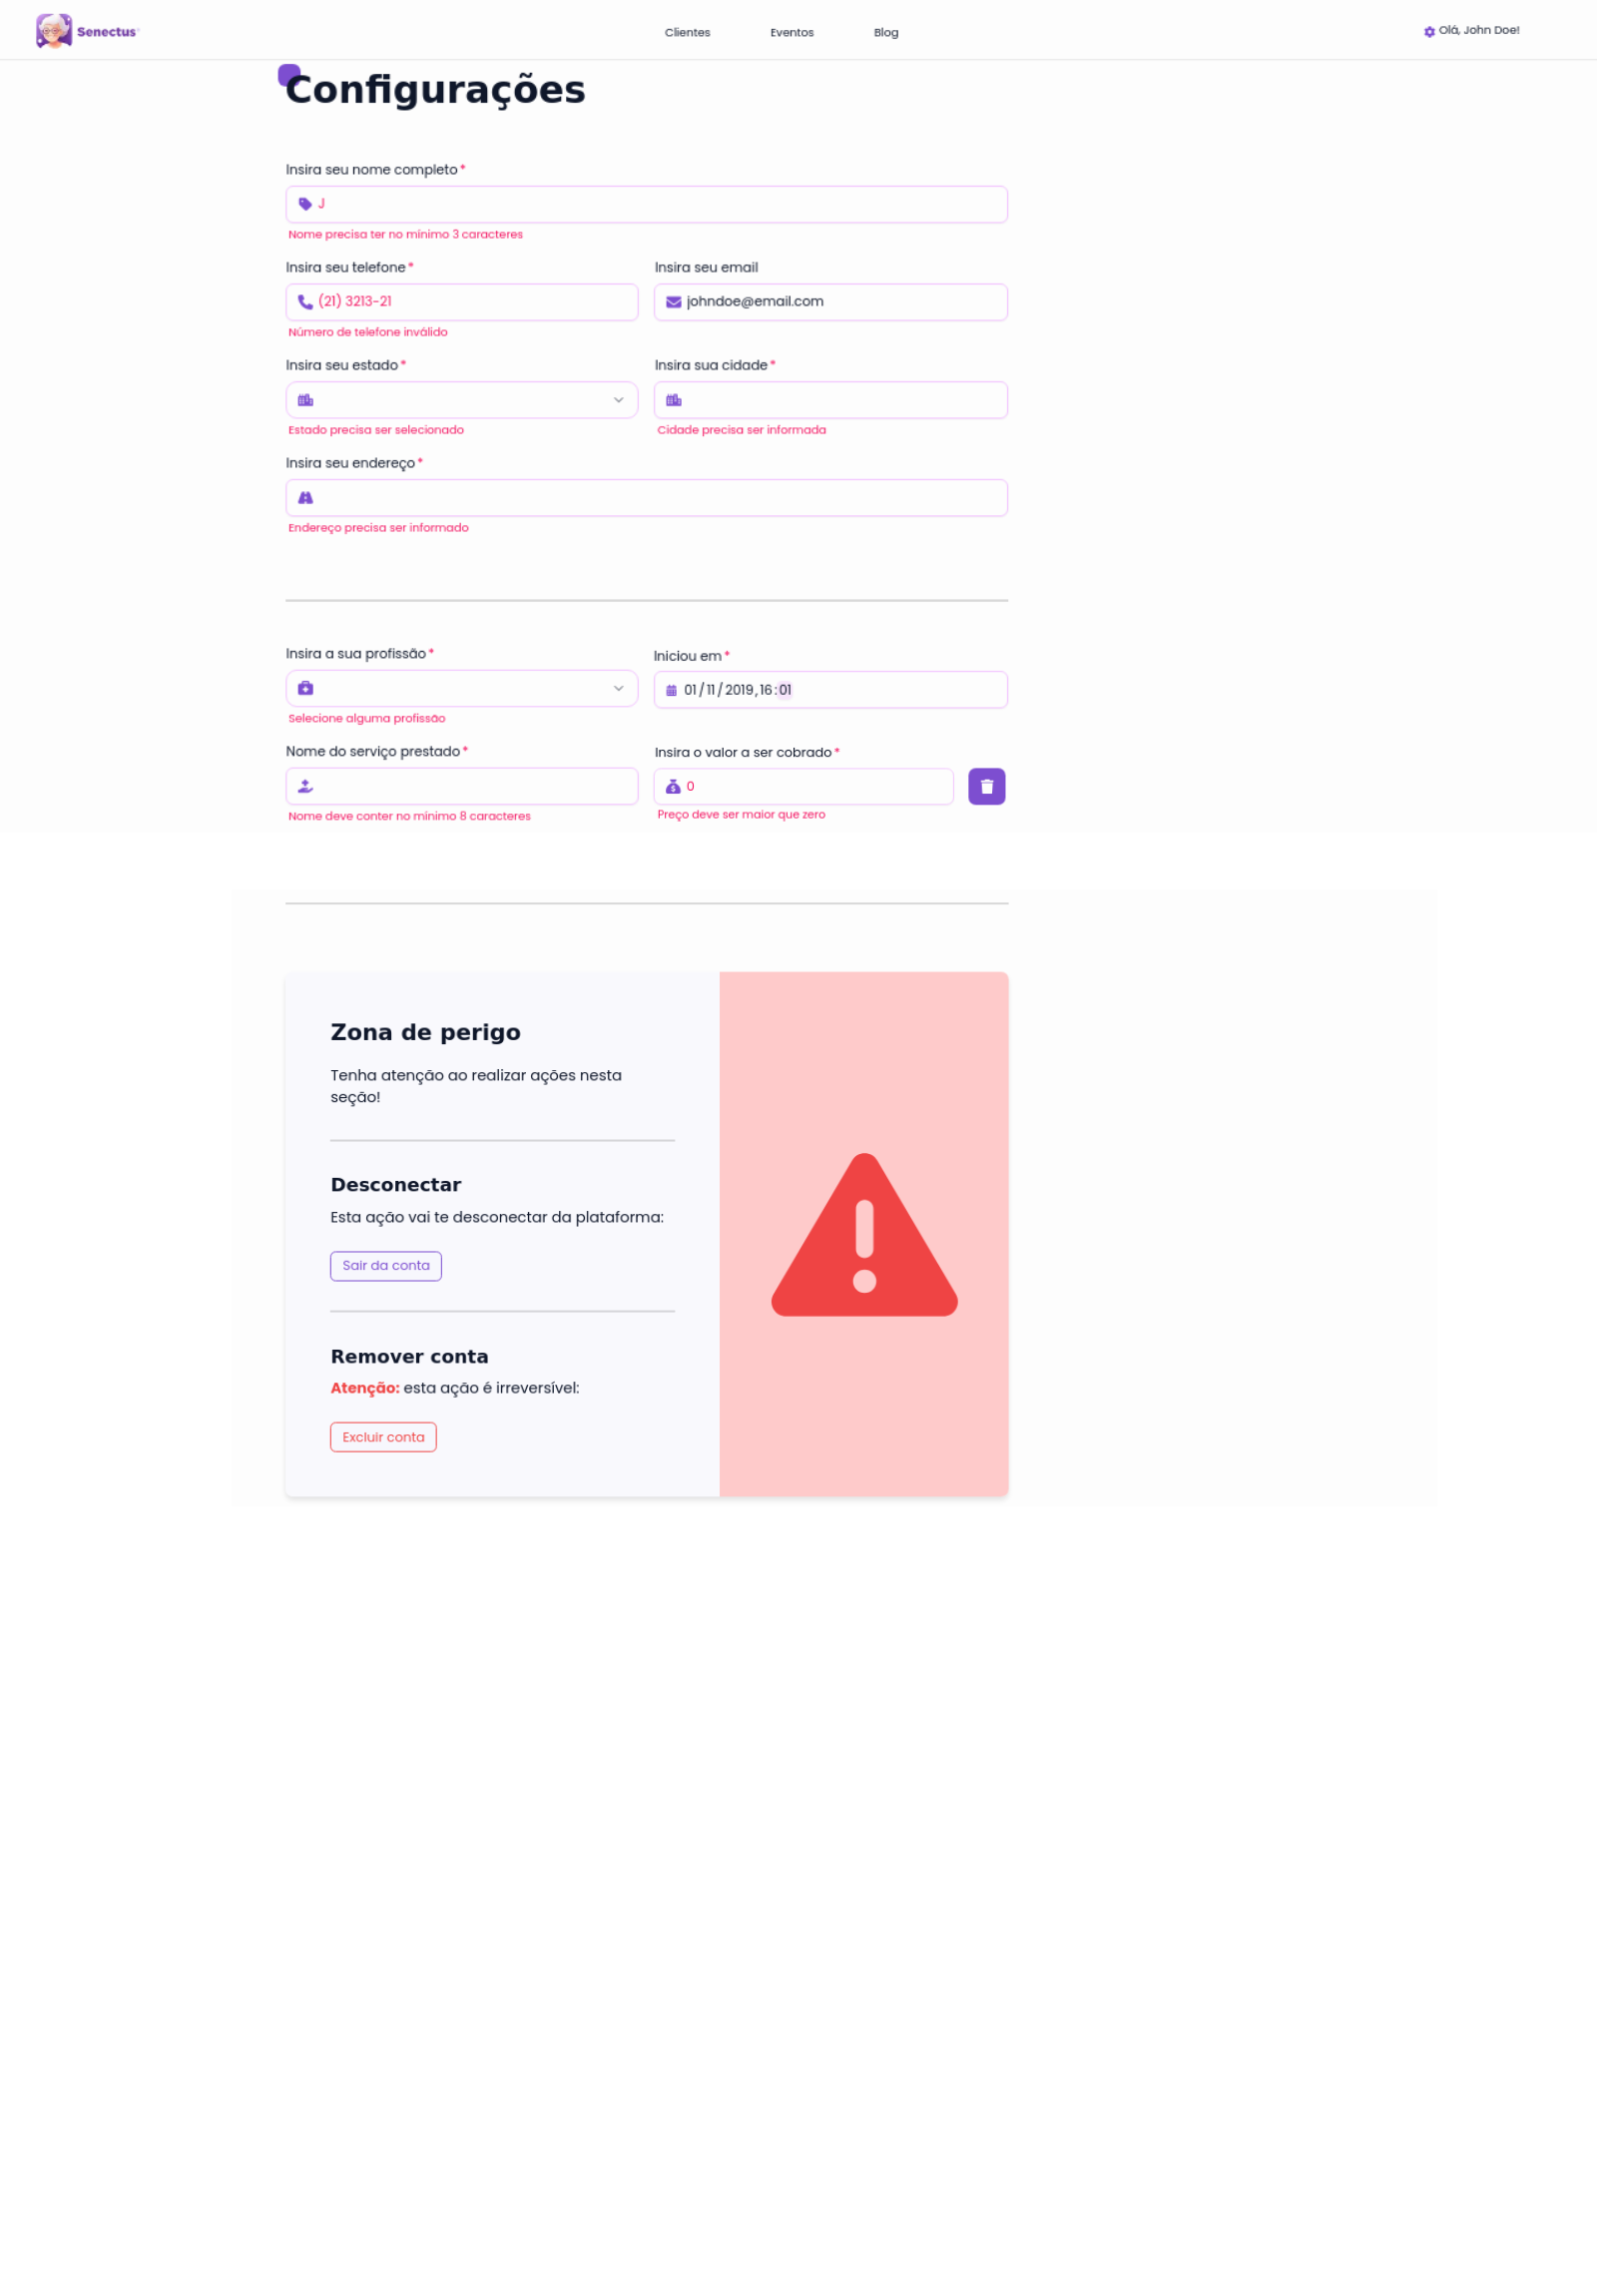 Senectus
Clientes
Eventos
Blog
Olá, John Doe!
Configurações
Insira seu nome completo*
J
Nome precisa ter no mínimo 3 caracteres
Insira seu telefone*
Insira seu email
(21) 3213-21
johndoe@email.com
Número de telefone inválido
Insira seu estado*
Insira sua cidade*
Estado precisa ser selecionado
Cidade precisa ser informada
Insira seu endereço*
Endereço precisa ser informado
Insira a sua profissão*
Iniciou em*
01/11/2019,16:01
Selecione alguma profissão
Nome do serviço prestado*
Insira o valor a ser cobrado*
0
Nome deve conter no mínimo 8 caracteres
Preço deve ser maior que zero
Zona de perigo
Tenha atenção ao realizar ações nesta
seção!
Desconectar
Esta ação vai te desconectar da plataforma:
Sair da conta
Remover conta
Atenção: esta ação é irreversível:
Excluir conta